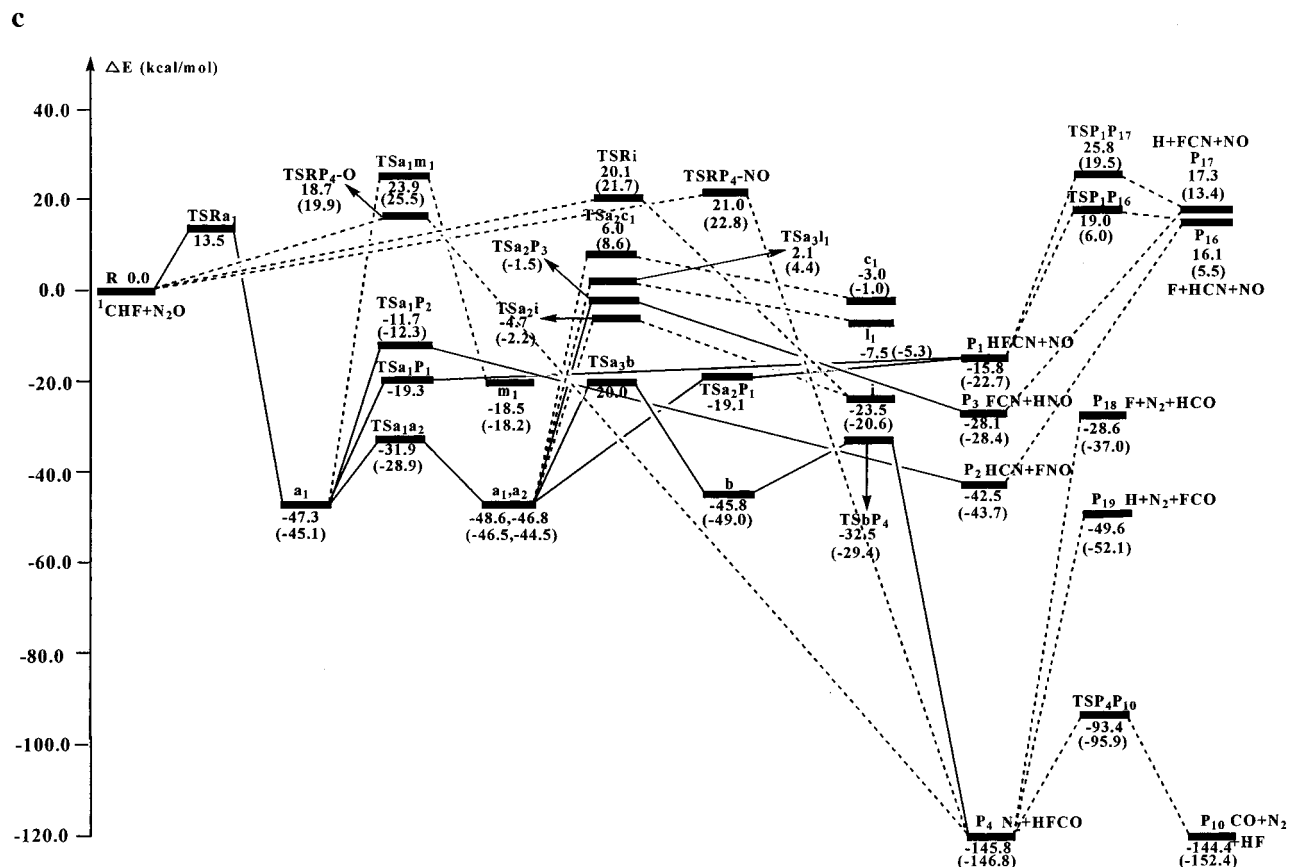 c
ΔE (kcal/mol)
40.0
20.0
0.0
-20.0
-40.0
-60.0
-80.0
-100.0
-120.0
R 0.0
¹CHF+N₂O
TSRa₁
13.5
TSRP₄-O
18.7
(19.9)
TSa₁m₁
23.9
(25.5)
TSRi
20.1
(21.7)
TSRP₄-NO
21.0
(22.8)
TSa₂c₁
6.0
(8.6)
TSa₂P₃
(-1.5)
TSa₃l₁
2.1
(4.4)
TSa₂i
-4.7
(-2.2)
TSa₁P₂
-11.7
(-12.3)
TSa₁P₁
-19.3
TSa₁a₂
-31.9
(-28.9)
m₁
-18.5
(-18.2)
TSa₃b
20.0
TSa₂P₁
-19.1
a₁
-47.3
(-45.1)
a₁,a₂
-48.6,-46.8
(-46.5,-44.5)
b
-45.8
(-49.0)
c₁
-3.0
(-1.0)
l₁
-7.5 (-5.3)
i
-23.5
(-20.6)
TSbP₄
-32.5
(-29.4)
P₁ HFCN+NO
-15.8
(-22.7)
P₃ FCN+HNO
-28.1
(-28.4)
P₂ HCN+FNO
-42.5
(-43.7)
P₄ N₂+HFCO
-145.8
(-146.8)
TSP₁P₁₇
25.8
(19.5)
TSP₁P₁₆
19.0
(6.0)
H+FCN+NO
P₁₇
17.3
(13.4)
P₁₆
16.1
(5.5)
F+HCN+NO
P₁₈ F+N₂+HCO
-28.6
(-37.0)
P₁₉ H+N₂+FCO
-49.6
(-52.1)
TSP₄P₁₀
-93.4
(-95.9)
P₁₀ CO+N₂
+HF
-144.4
(-152.4)